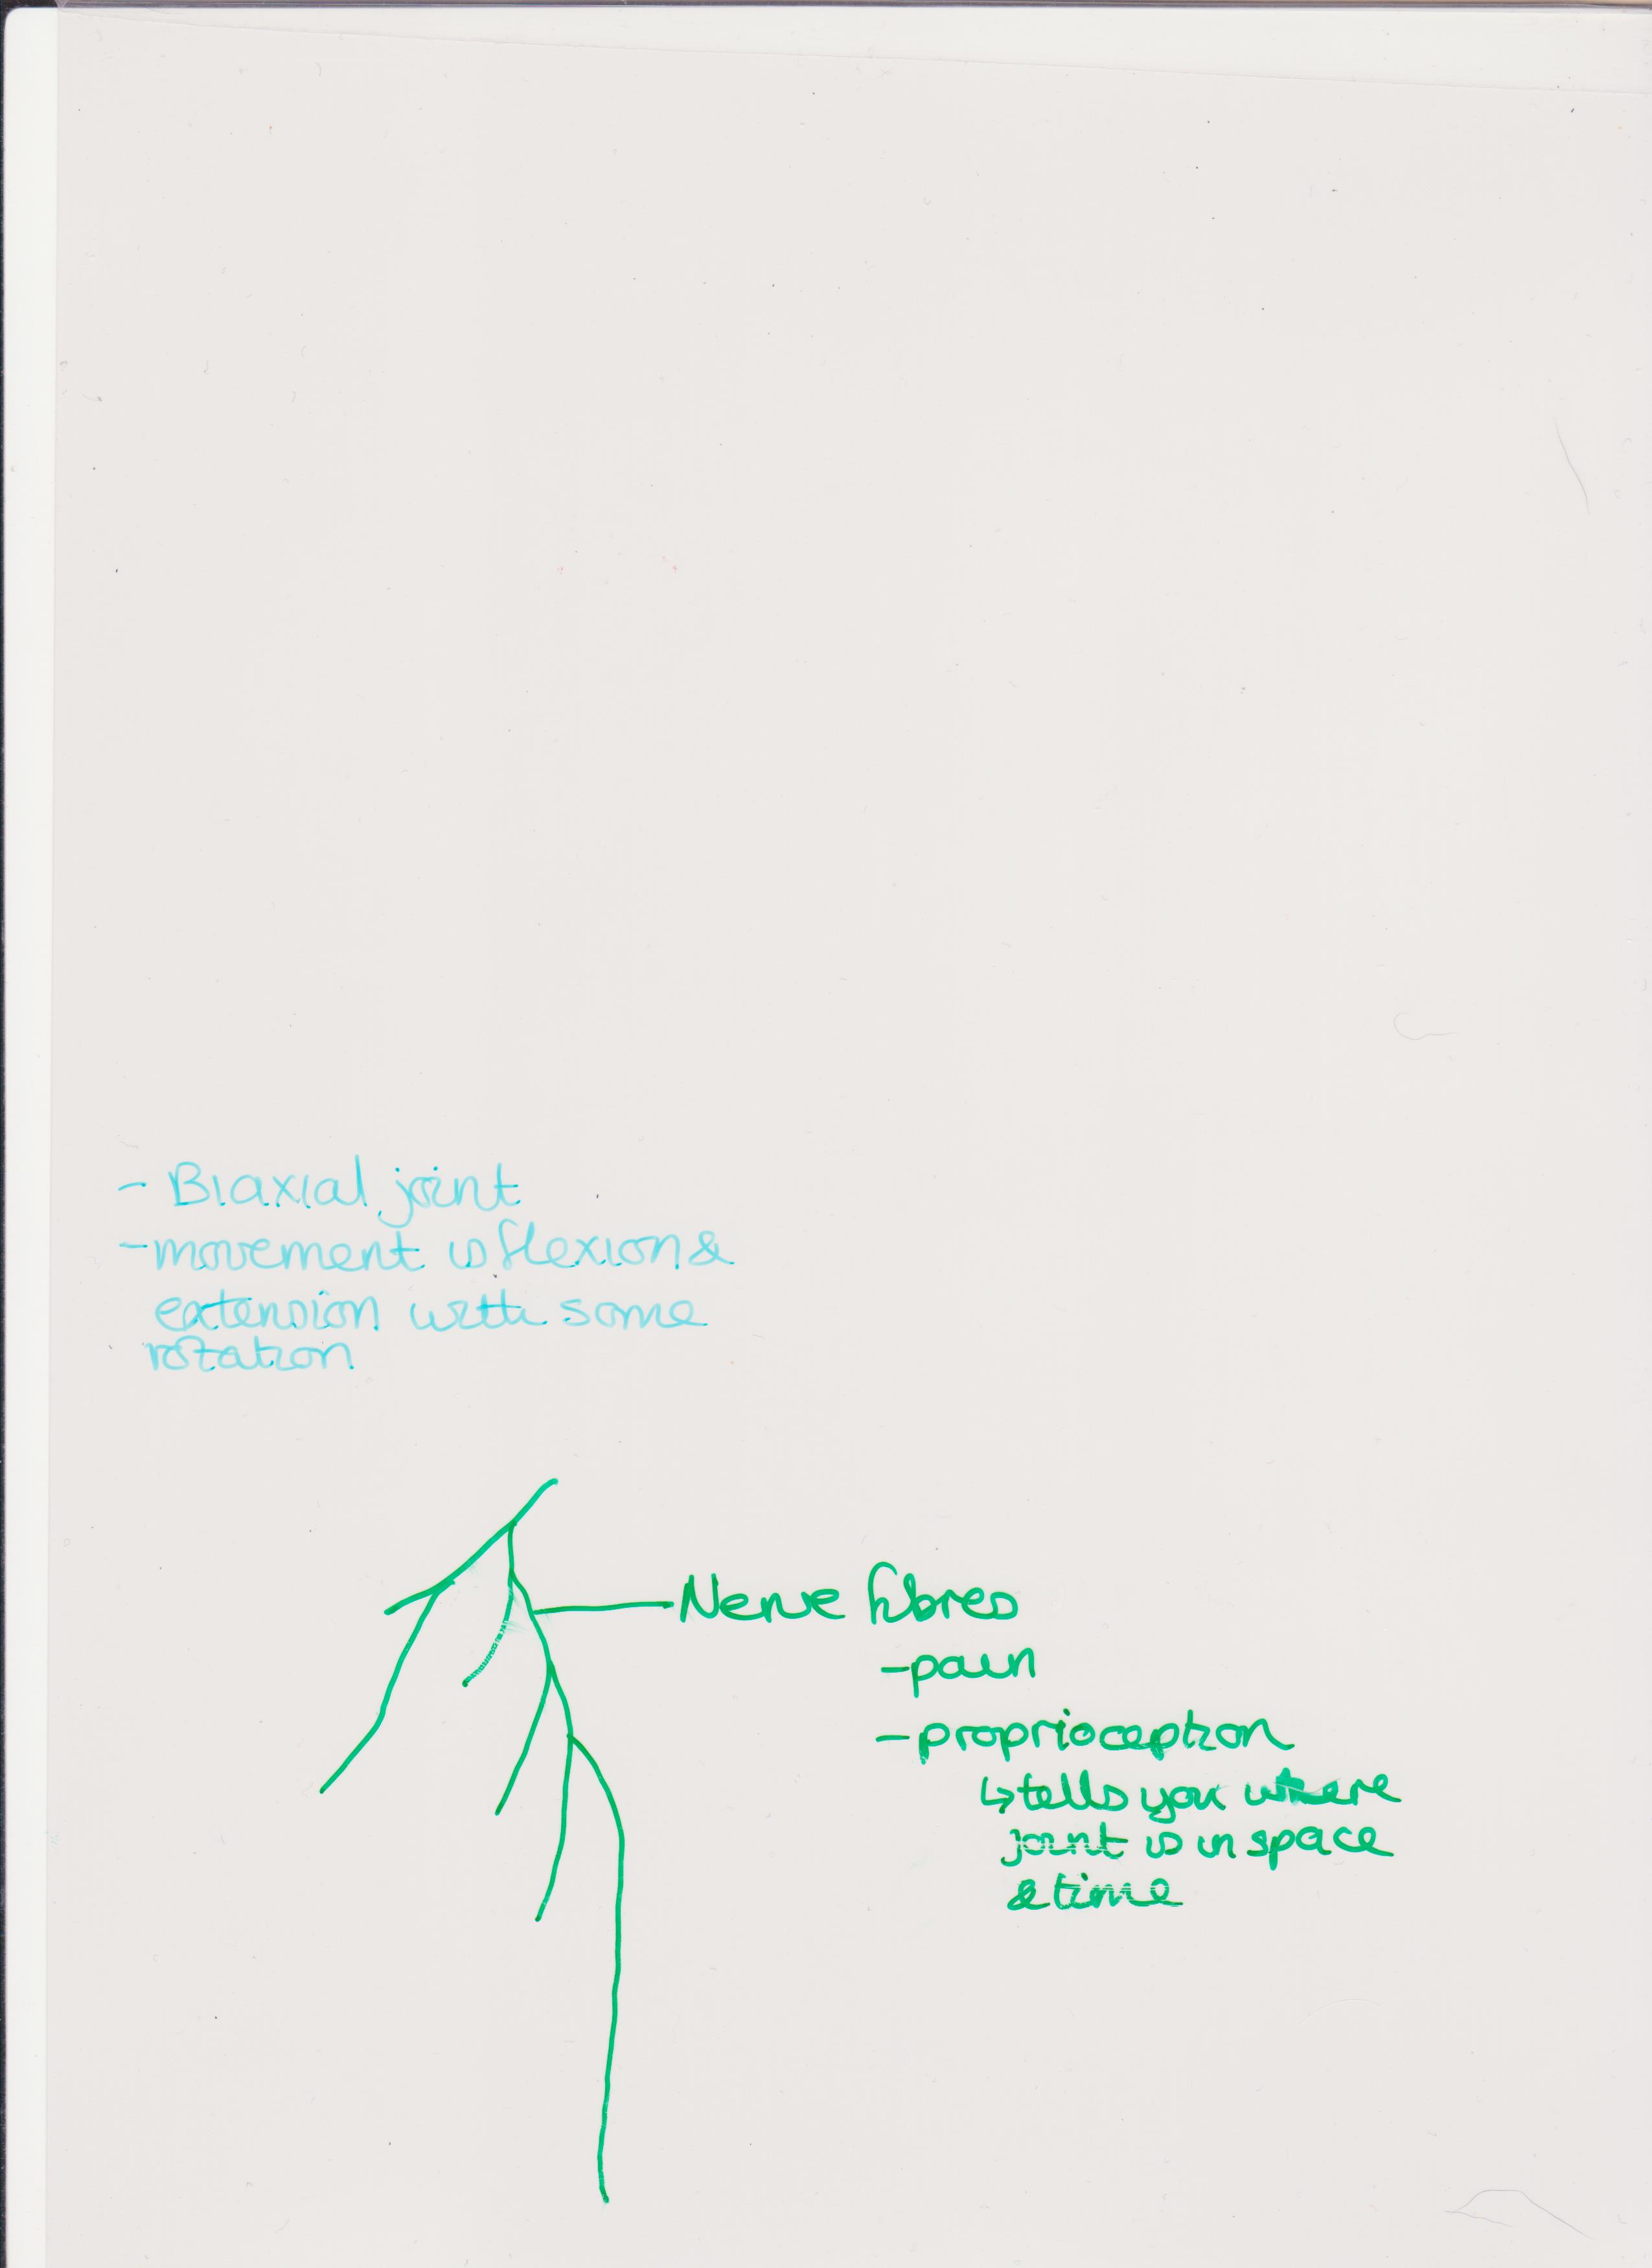 - Biaxial joint
- movement is flexion &
extension with some
rotation
Nerve fibres
- pain
- proprioception
↳ tells you where
joint is in space
& time